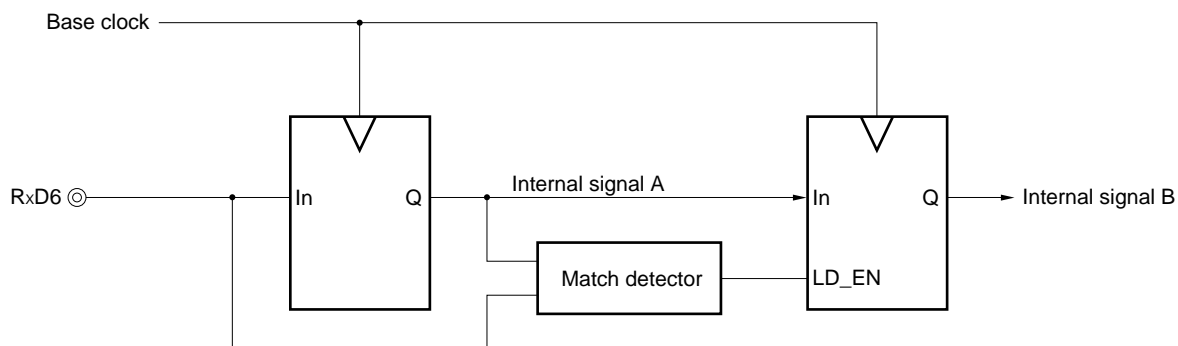 Base clock
RxD6
In
Q
Internal signal A
In
Q
Internal signal B
Match detector
LD_EN